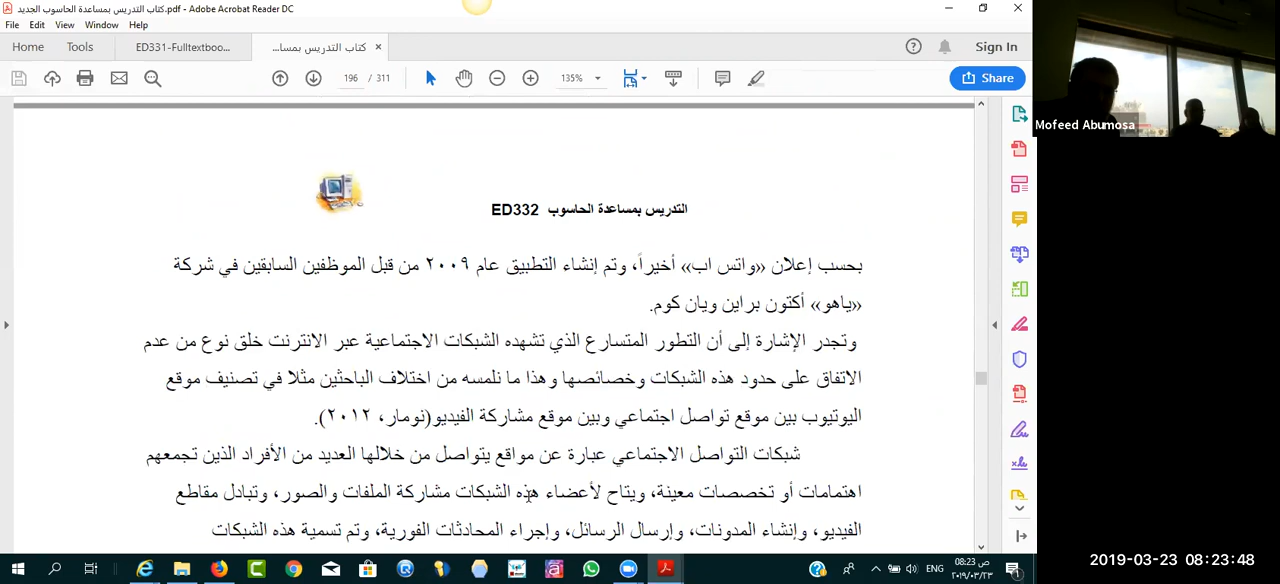 كتاب التدريس بمساعدة الحاسوب الجديد.pdf - Adobe Acrobat Reader DC
File Edit View Window Help
Home Tools
ED331-Fulltextboo...
كتاب التدريس بمسا...
Sign In
196 / 311
135%
Share
Mofeed Abumosa
التدريس بمساعدة الحاسوب ED332
بحسب إعلان «واتس اب» أخيراً، وتم إنشاء التطبيق عام ٢٠٠٩ من قبل الموظفين السابقين في شركة
«ياهو» أكتون براين ويان كوم.
وتجدر الإشارة إلى أن التطور المتسارع الذي تشهده الشبكات الاجتماعية عبر الانترنت خلق نوع من عدم
الاتفاق على حدود هذه الشبكات وخصائصها وهذا ما نلمسه من اختلاف الباحثين مثلا في تصنيف موقع
اليوتيوب بين موقع تواصل اجتماعي وبين موقع مشاركة الفيديو(نومار، ٢٠١٢).
شبكات التواصل الاجتماعي عبارة عن مواقع يتواصل من خلالها العديد من الأفراد الذين تجمعهم
اهتمامات أو تخصصات معينة، ويتاح لأعضاء هذه الشبكات مشاركة الملفات والصور، وتبادل مقاطع
الفيديو، وإنشاء المدونات، وإرسال الرسائل، وإجراء المحادثات الفورية، وتم تسمية هذه الشبكات
ENG
08:23 ص
٢٠١٩/٠٣/٢٣
2019-03-23 08:23:48